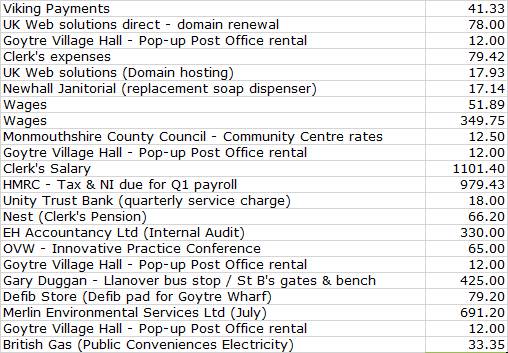 Viking Payments 41.33
UK Web solutions direct - domain renewal 78.00
Goytre Village Hall - Pop-up Post Office rental 12.00
Clerk's expenses 79.42
UK Web solutions (Domain hosting) 17.93
Newhall Janitorial (replacement soap dispenser) 17.14
Wages 51.89
Wages 349.75
Monmouthshire County Council - Community Centre rates 12.50
Goytre Village Hall - Pop-up Post Office rental 12.00
Clerk's Salary 1101.40
HMRC - Tax & NI due for Q1 payroll 979.43
Unity Trust Bank (quarterly service charge) 18.00
Nest (Clerk's Pension) 66.20
EH Accountancy Ltd (Internal Audit) 330.00
OVW - Innovative Practice Conference 65.00
Goytre Village Hall - Pop-up Post Office rental 12.00
Gary Duggan - Llanover bus stop / St B's gates & bench 425.00
Defib Store (Defib pad for Goytre Wharf) 79.20
Merlin Environmental Services Ltd (July) 691.20
Goytre Village Hall - Pop-up Post Office rental 12.00
British Gas (Public Conveniences Electricity) 33.35